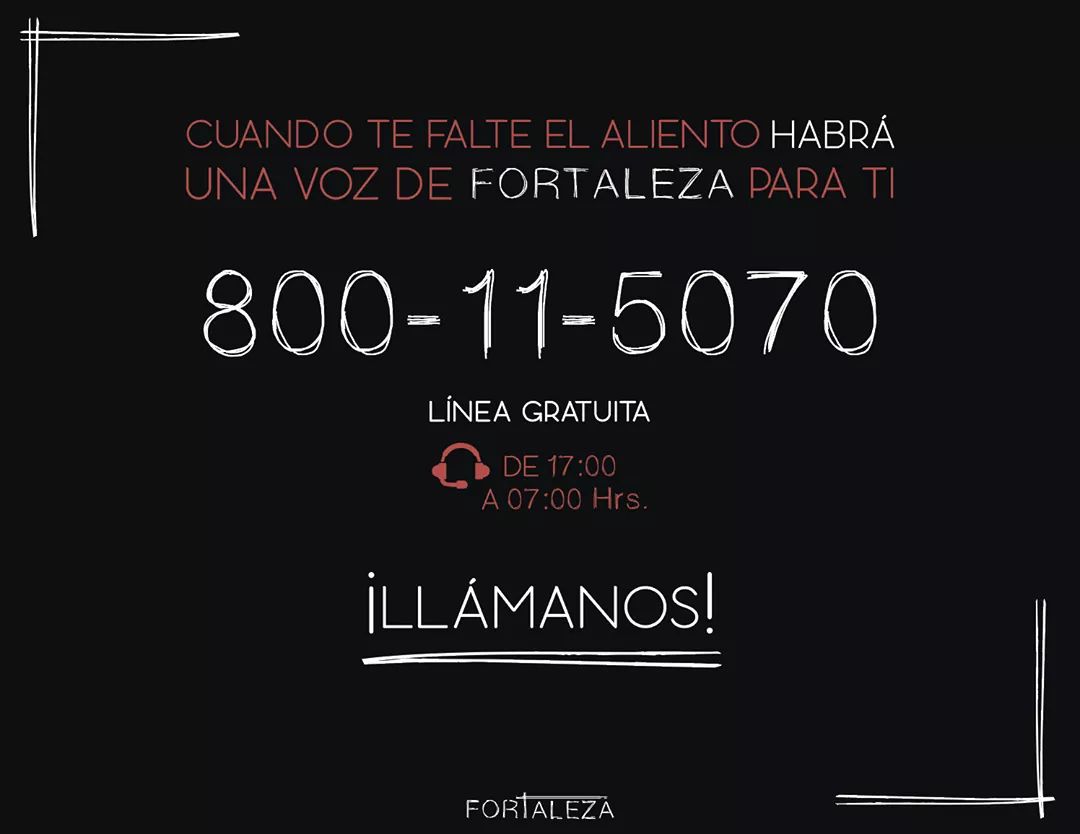 CUANDO TE FALTE EL ALIENTO HABRÁ
UNA VOZ DE FORTALEZA PARA TI
800-11-5070
LÍNEA GRATUITA
DE 17:00
A 07:00 Hrs.
¡LLÁMANOS!
FORTALEZA